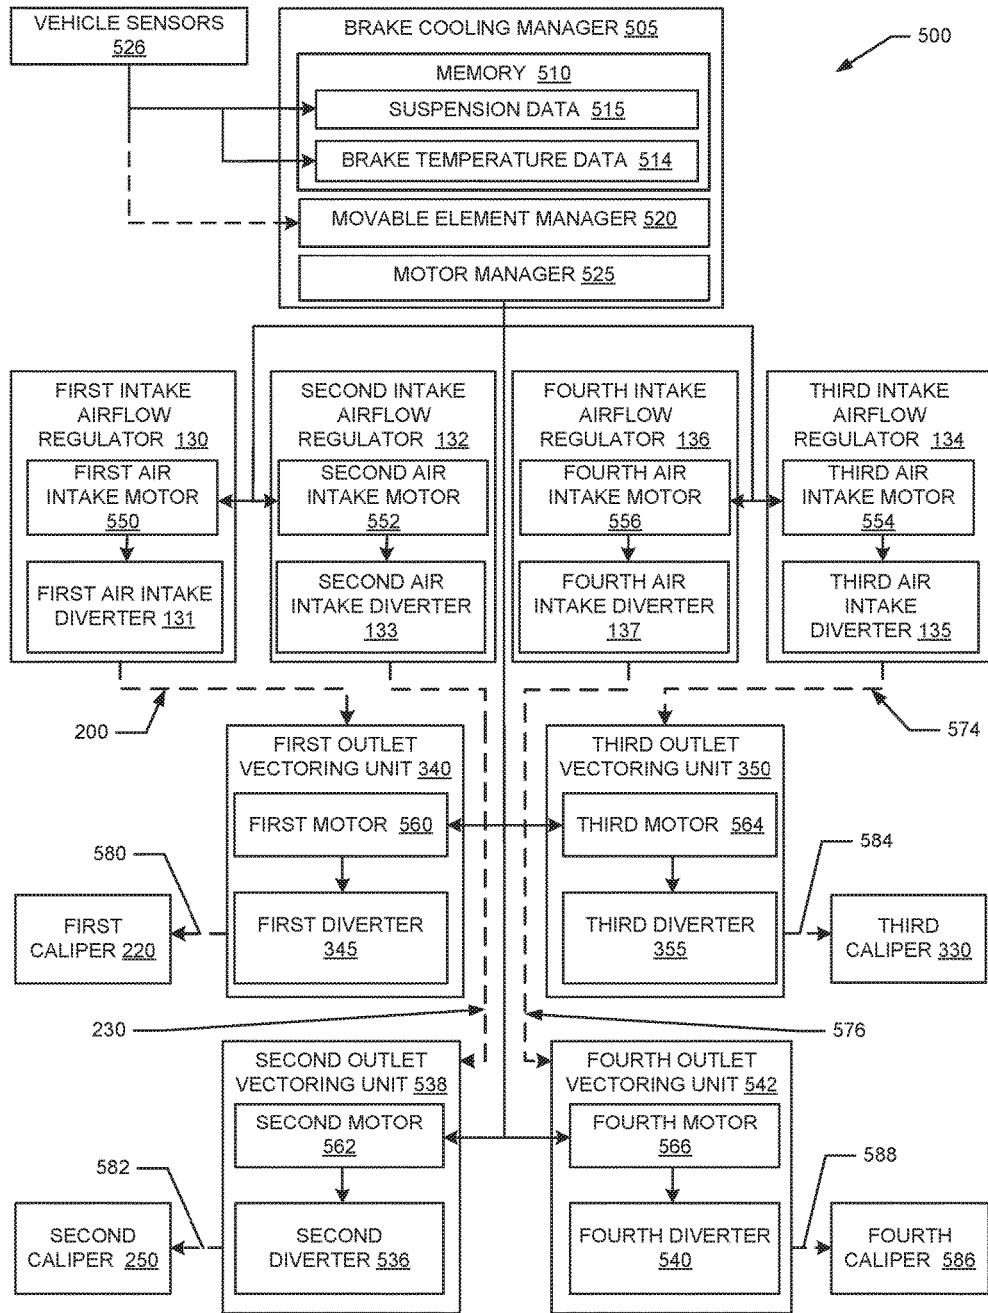 VEHICLE SENSORS
526
BRAKE COOLING MANAGER 505
500
MEMORY 510
SUSPENSION DATA 515
BRAKE TEMPERATURE DATA 514
MOVABLE ELEMENT MANAGER 520
MOTOR MANAGER 525
FIRST INTAKE
AIRFLOW
REGULATOR 130
FIRST AIR
INTAKE MOTOR
550
FIRST AIR INTAKE
DIVERTER 131
SECOND INTAKE
AIRFLOW
REGULATOR 132
SECOND AIR
INTAKE MOTOR
552
SECOND AIR
INTAKE DIVERTER
133
FOURTH INTAKE
AIRFLOW
REGULATOR 136
FOURTH AIR
INTAKE MOTOR
556
FOURTH AIR
INTAKE DIVERTER
137
THIRD INTAKE
AIRFLOW
REGULATOR 134
THIRD AIR
INTAKE MOTOR
554
THIRD AIR
INTAKE
DIVERTER 135
200
574
FIRST OUTLET
VECTORING UNIT 340
FIRST MOTOR 560
FIRST DIVERTER
345
THIRD OUTLET
VECTORING UNIT 350
THIRD MOTOR 564
THIRD DIVERTER
355
580
584
FIRST
CALIPER 220
THIRD
CALIPER 330
230
576
SECOND OUTLET
VECTORING UNIT 538
SECOND MOTOR
562
SECOND
DIVERTER 536
FOURTH OUTLET
VECTORING UNIT 542
FOURTH MOTOR
566
FOURTH DIVERTER
540
582
588
SECOND
CALIPER 250
FOURTH
CALIPER 586